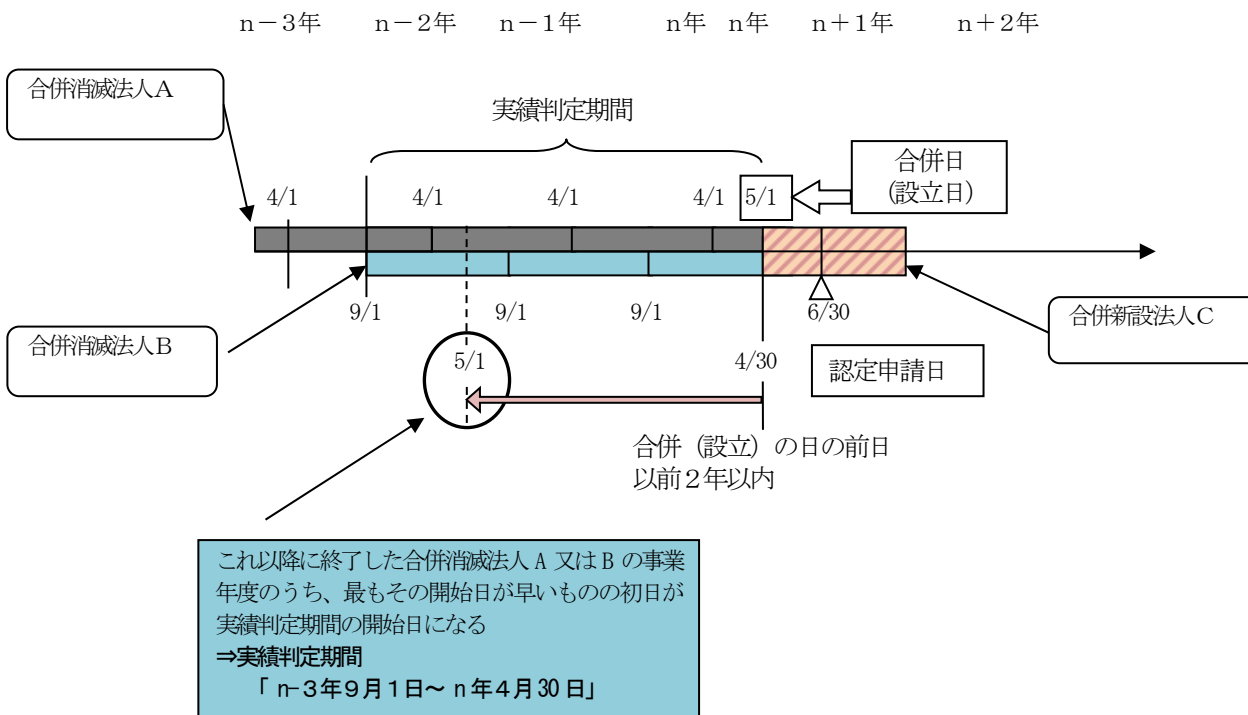 n－3年 n－2年 n－1年 n年 n年 n＋1年 n＋2年
合併消滅法人A
実績判定期間
合併日
（設立日）
4/1 4/1 4/1 4/1 5/1
9/1 9/1 9/1 6/30
合併新設法人C
合併消滅法人B
5/1 4/30
認定申請日
合併（設立）の日の前日
以前２年以内
これ以降に終了した合併消滅法人 A 又は B の事業
年度のうち、最もその開始日が早いものの初日が
実績判定期間の開始日になる
⇒実績判定期間
「 n-３年９月１日～ n 年４月 30 日」